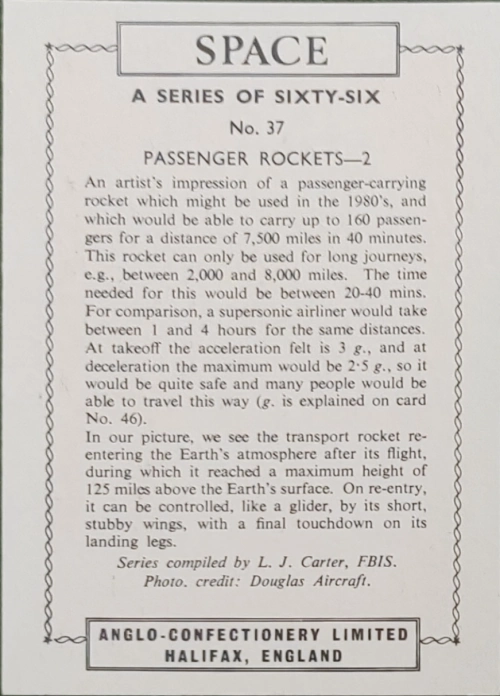 SPACE
A SERIES OF SIXTY-SIX
No. 37
PASSENGER ROCKETS—2
An artist's impression of a passenger-carrying
rocket which might be used in the 1980's, and
which would be able to carry up to 160 passen-
gers for a distance of 7,500 miles in 40 minutes.
This rocket can only be used for long journeys,
e.g., between 2,000 and 8,000 miles. The time
needed for this would be between 20-40 mins.
For comparison, a supersonic airliner would take
between 1 and 4 hours for the same distances.
At takeoff the acceleration felt is 3 g., and at
deceleration the maximum would be 2·5 g., so it
would be quite safe and many people would be
able to travel this way (g. is explained on card
No. 46).
In our picture, we see the transport rocket re-
entering the Earth's atmosphere after its flight,
during which it reached a maximum height of
125 miles above the Earth's surface. On re-entry,
it can be controlled, like a glider, by its short,
stubby wings, with a final touchdown on its
landing legs.
Series compiled by L. J. Carter, FBIS.
Photo. credit: Douglas Aircraft.
ANGLO-CONFECTIONERY LIMITED
HALIFAX, ENGLAND